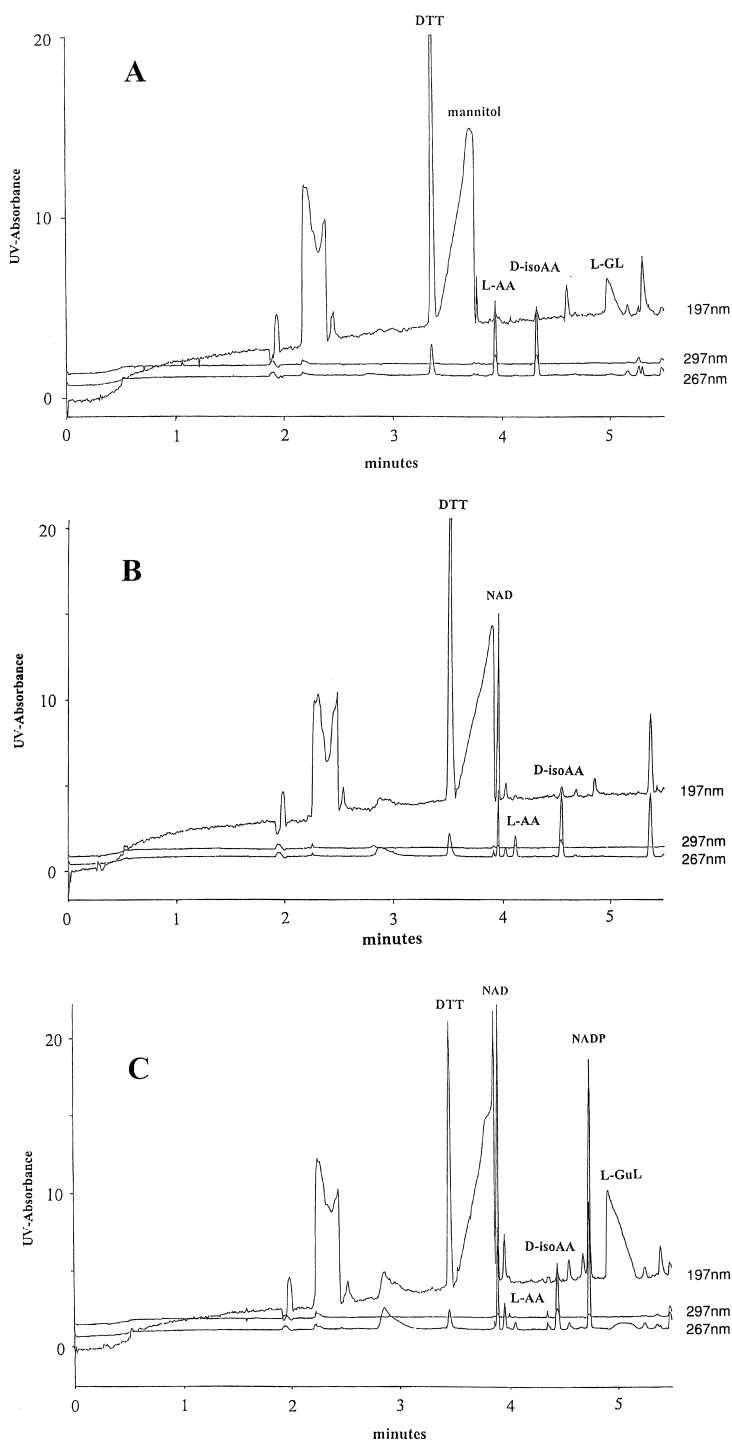 DTT
20
A
mannitol
UV-Absorbance
10
D-isoAA
L-GL
L-AA
197nm
297nm
267nm
0
0 1 2 3 4 5
minutes
DTT
20
B
NAD
UV-Absorbance
10
D-isoAA
197nm
L-AA
297nm
267nm
0
0 1 2 3 4 5
minutes
NAD
DTT
20
NADP
C
L-GuL
UV-Absorbance
10
D-isoAA
197nm
L-AA
297nm
267nm
0
0 1 2 3 4 5
minutes